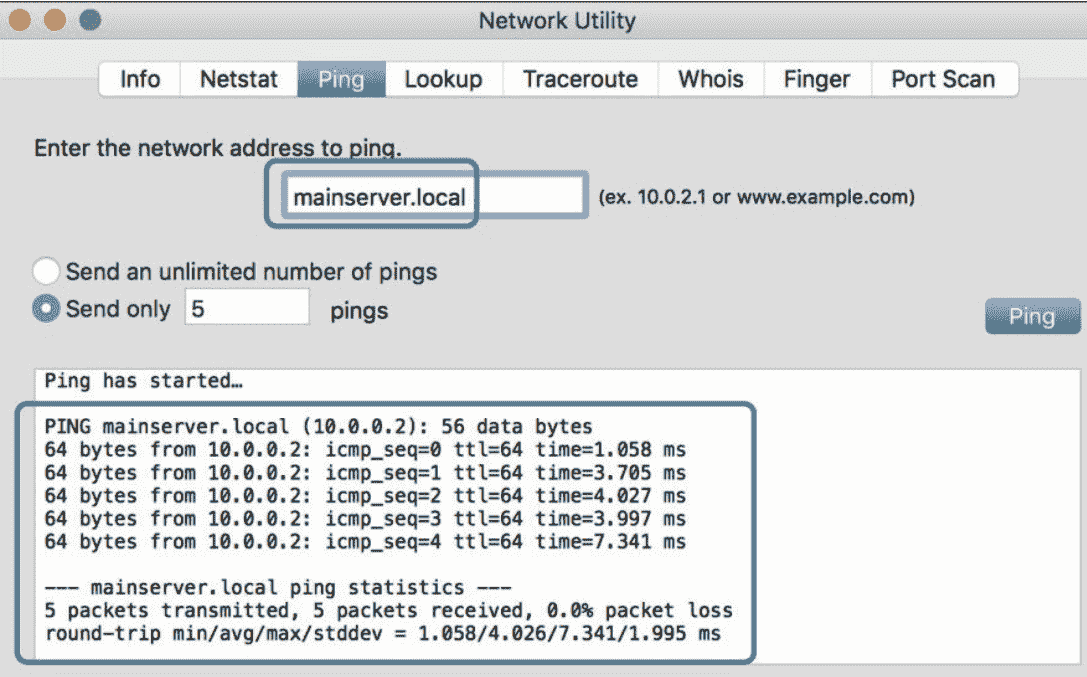 Network Utility
Info Netstat Ping Lookup Traceroute Whois Finger Port Scan
Enter the network address to ping.
mainserver.local (ex. 10.0.2.1 or www.example.com)
Send an unlimited number of pings
Send only 5 pings
Ping
Ping has started…
PING mainserver.local (10.0.0.2): 56 data bytes
64 bytes from 10.0.0.2: icmp_seq=0 ttl=64 time=1.058 ms
64 bytes from 10.0.0.2: icmp_seq=1 ttl=64 time=3.705 ms
64 bytes from 10.0.0.2: icmp_seq=2 ttl=64 time=4.027 ms
64 bytes from 10.0.0.2: icmp_seq=3 ttl=64 time=3.997 ms
64 bytes from 10.0.0.2: icmp_seq=4 ttl=64 time=7.341 ms
--- mainserver.local ping statistics ---
5 packets transmitted, 5 packets received, 0.0% packet loss
round-trip min/avg/max/stddev = 1.058/4.026/7.341/1.995 ms